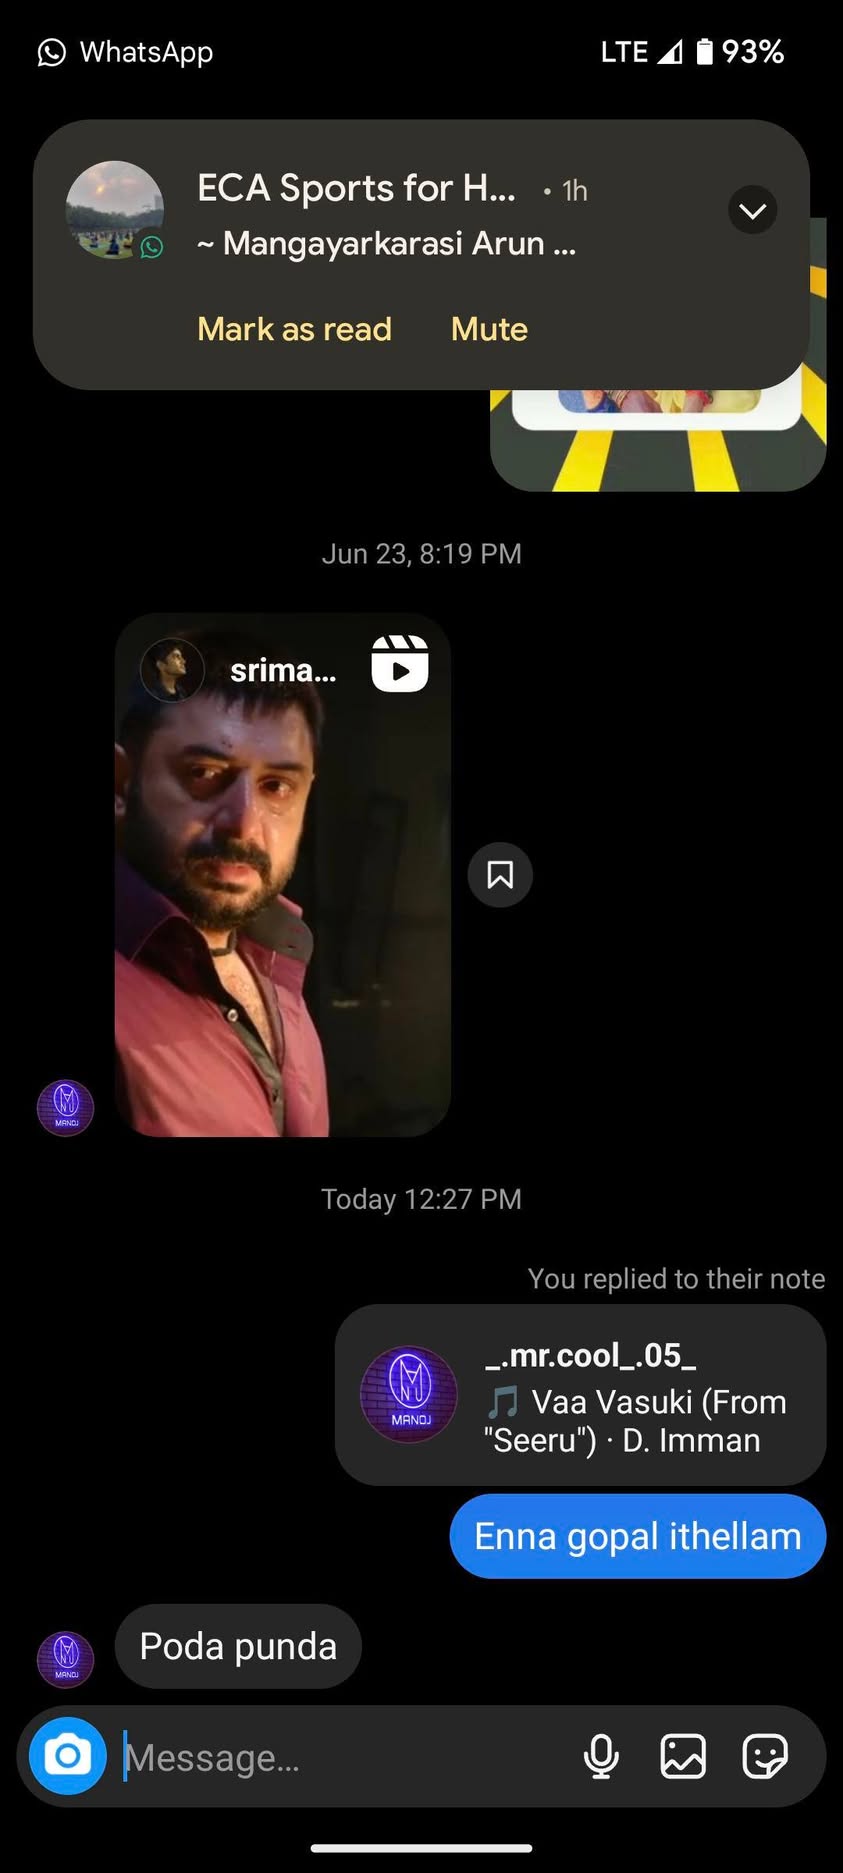 WhatsApp
LTE 93%
ECA Sports for H... • 1h
~ Mangayarkarasi Arun ...
Mark as read Mute
Jun 23, 8:19 PM
srima...
MANOJ
Today 12:27 PM
You replied to their note
_.mr.cool_.05_
🎵 Vaa Vasuki (From
"Seeru") · D. Imman
MANOJ
Enna gopal ithellam
Poda punda
MANOJ
Message...